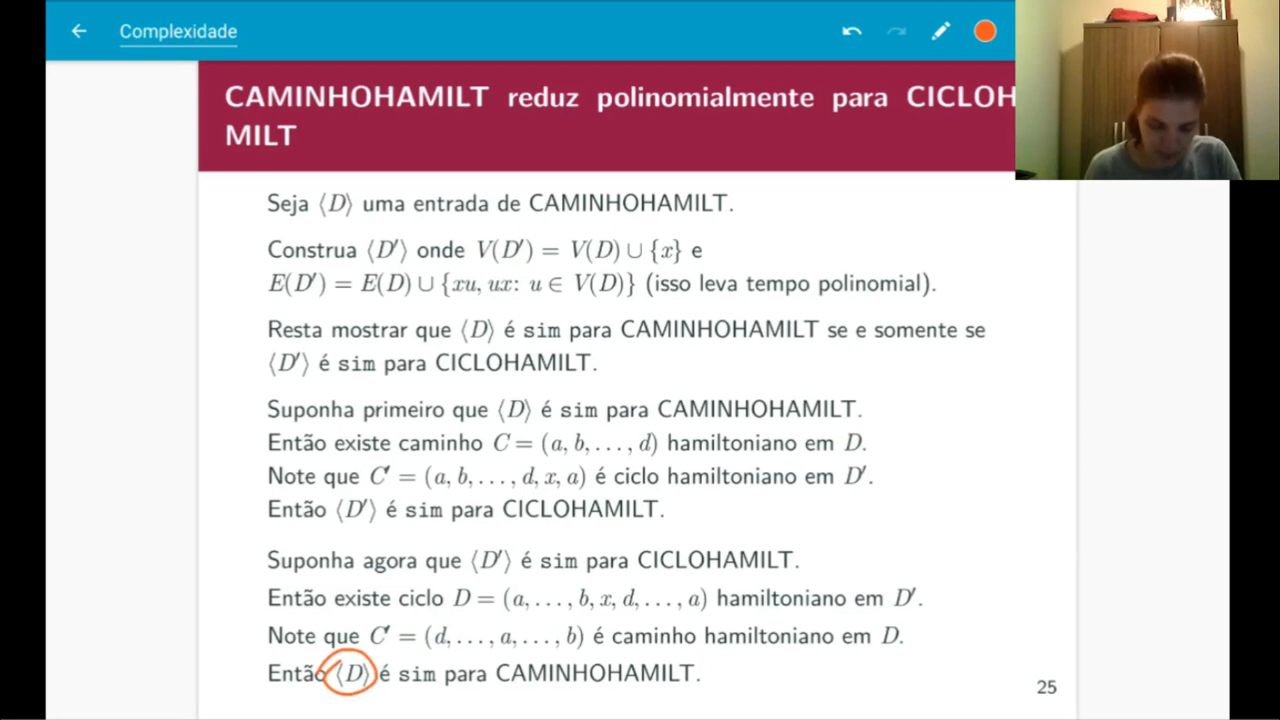 Complexidade
CAMINHOHAMILT reduz polinomialmente para CICLOH
MILT
Seja ⟨D⟩ uma entrada de CAMINHOHAMILT.
Construa ⟨D′⟩ onde V(D′) = V(D) ∪ {x} e
E(D′) = E(D) ∪ {xu, ux: u ∈ V(D)} (isso leva tempo polinomial).
Resta mostrar que ⟨D⟩ é sim para CAMINHOHAMILT se e somente se
⟨D′⟩ é sim para CICLOHAMILT.
Suponha primeiro que ⟨D⟩ é sim para CAMINHOHAMILT.
Então existe caminho C = (a, b, . . . , d) hamiltoniano em D.
Note que C′ = (a, b, . . . , d, x, a) é ciclo hamiltoniano em D′.
Então ⟨D′⟩ é sim para CICLOHAMILT.
Suponha agora que ⟨D′⟩ é sim para CICLOHAMILT.
Então existe ciclo D = (a, . . . , b, x, d, . . . , a) hamiltoniano em D′.
Note que C′ = (d, . . . , a, . . . , b) é caminho hamiltoniano em D.
Então ⟨D⟩ é sim para CAMINHOHAMILT.
25